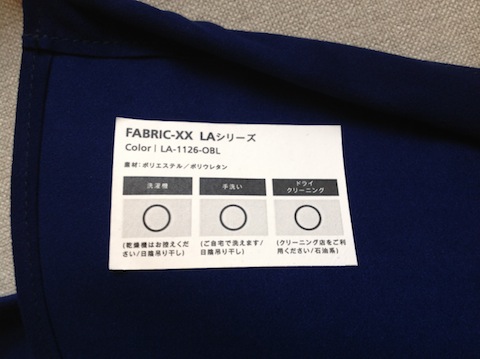 FABRIC-XX LAシリーズ
Color | LA-1126-OBL
素材:ポリエステル/ポリウレタン
洗濯機 手洗い ドライ
クリーニング
(乾燥機はお控えくだ (ご自宅で洗えます/ (クリーニング店をご利
さい/日陰吊り干し) 日陰吊り干し) 用ください/石油系)